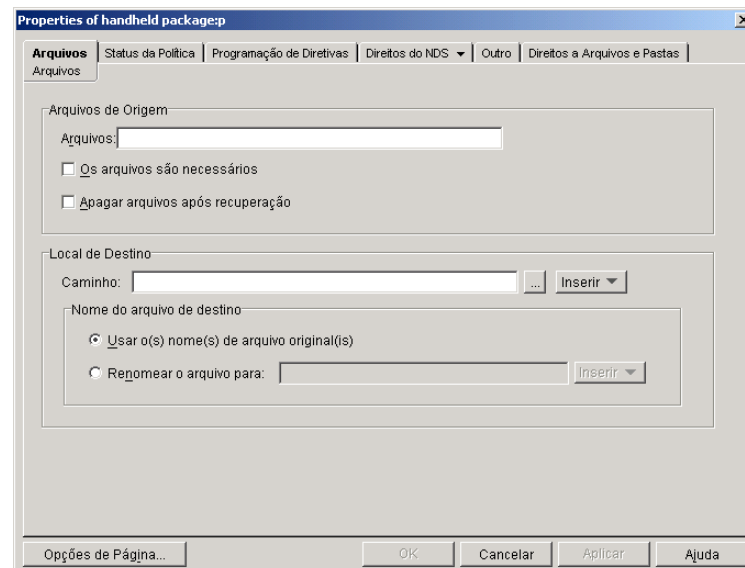 Properties of handheld package:p
Arquivos Status da Política Programação de Diretivas Direitos do NDS Outro Direitos a Arquivos e Pastas
Arquivos
Arquivos de Origem
Arquivos:
Os arquivos são necessários
Apagar arquivos após recuperação
Local de Destino
Caminho: ... Inserir
Nome do arquivo de destino
Usar o(s) nome(s) de arquivo original(is)
Renomear o arquivo para: Inserir
Opções de Página... OK Cancelar Aplicar Ajuda